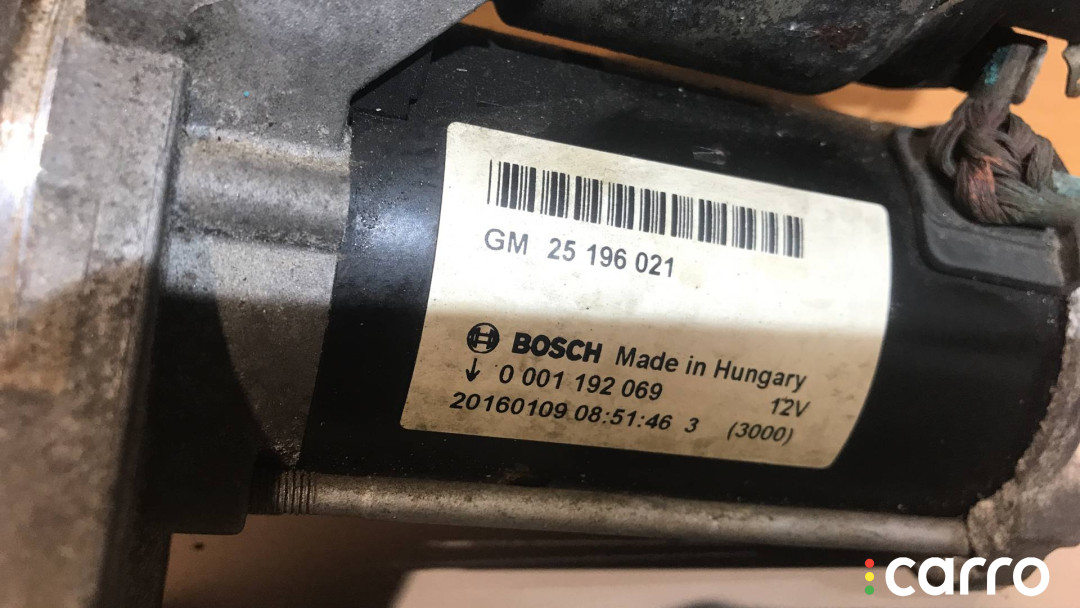 GM 25 196 021
BOSCH Made in Hungary
↓ 0 001 192 069 12V
20160109 08:51:46 3 (3000)
carro